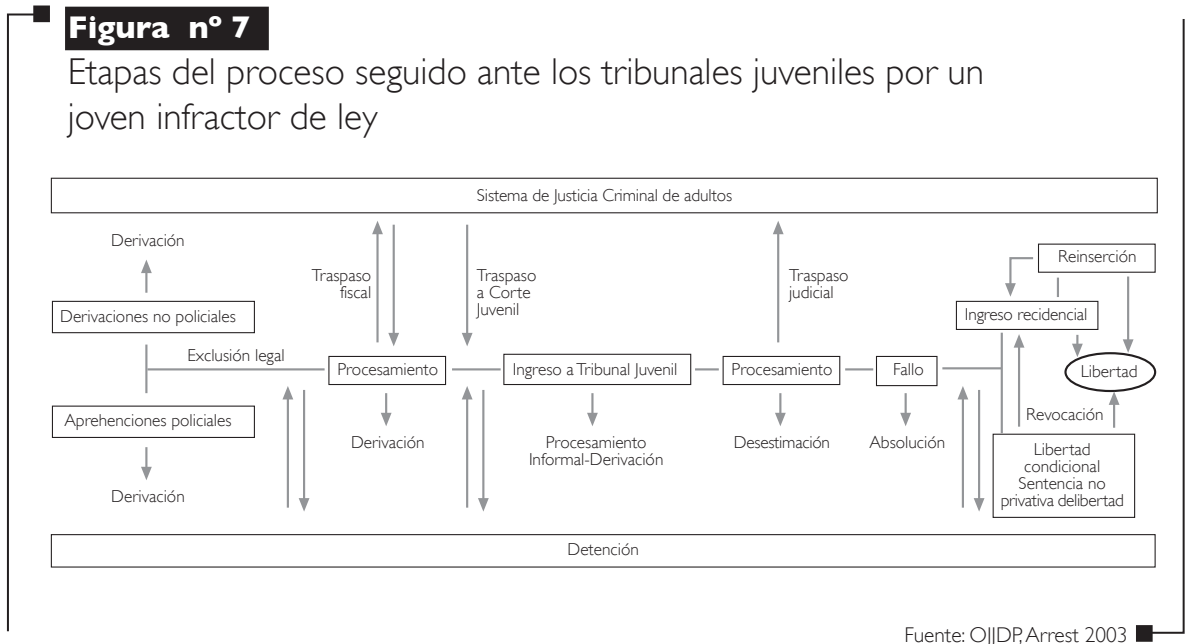 Figura nº 7
Etapas del proceso seguido ante los tribunales juveniles por un
joven infractor de ley
Sistema de Justicia Criminal de adultos
Derivación
Derivaciones no policiales
Exclusión legal
Aprehenciones policiales
Derivación
Traspaso
fiscal
Traspaso
a Corte
Juvenil
Traspaso
judicial
Procesamiento
Derivación
Ingreso a Tribunal Juvenil
Procesamiento
Informal-Derivación
Procesamiento
Desestimación
Fallo
Absolución
Reinserción
Ingreso recidencial
Libertad
Revocación
Libertad
condicional
Sentencia no
privativa delibertad
Detención
Fuente: OJJDP, Arrest 2003